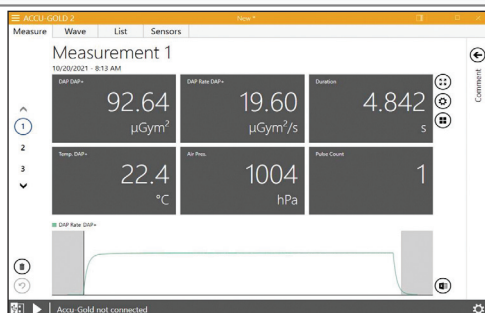 ACCU-GOLD 2
New *
Measure Wave List Sensors
Measurement 1
10/20/2021 - 8:13 AM
Comment
DAP DAP+
92.64
µGym²
DAP Rate DAP+
19.60
µGym²/s
Duration
4.842
s
1
2
3
Temp. DAP+
22.4
°C
Air Pres.
1004
hPa
Pulse Count
1
DAP Rate DAP+
Accu-Gold not connected